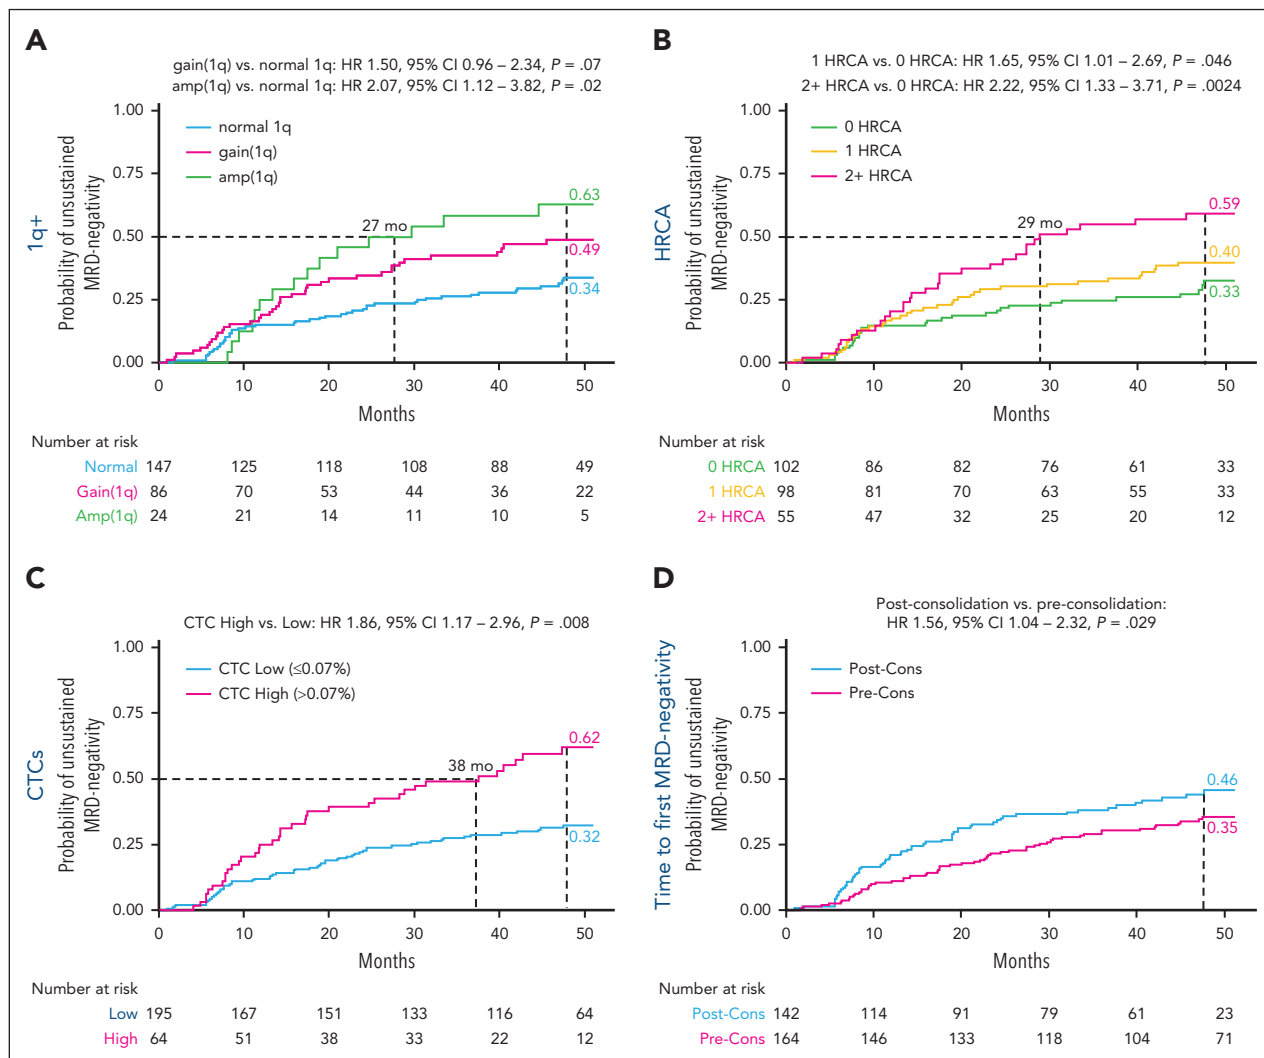 A
gain(1q) vs. normal 1q: HR 1.50, 95% CI 0.96 – 2.34, P = .07
amp(1q) vs. normal 1q: HR 2.07, 95% CI 1.12 – 3.82, P = .02
1q+
Probability of unsustained
MRD-negativity
1.00
0.75
0.50
0.25
0.00
normal 1q
gain(1q)
amp(1q)
27 mo
0.63
0.49
0.34
0 10 20 30 40 50
Months
Number at risk
Normal 147 125 118 108 88 49
Gain(1q) 86 70 53 44 36 22
Amp(1q) 24 21 14 11 10 5
B
1 HRCA vs. 0 HRCA: HR 1.65, 95% CI 1.01 – 2.69, P = .046
2+ HRCA vs. 0 HRCA: HR 2.22, 95% CI 1.33 – 3.71, P = .0024
HRCA
Probability of unsustained
MRD-negativity
1.00
0.75
0.50
0.25
0.00
0 HRCA
1 HRCA
2+ HRCA
29 mo
0.59
0.40
0.33
0 10 20 30 40 50
Months
Number at risk
0 HRCA 102 86 82 76 61 33
1 HRCA 98 81 70 63 55 33
2+ HRCA 55 47 32 25 20 12
C
CTC High vs. Low: HR 1.86, 95% CI 1.17 – 2.96, P = .008
CTCs
Probability of unsustained
MRD-negativity
1.00
0.75
0.50
0.25
0.00
CTC Low (≤0.07%)
CTC High (>0.07%)
38 mo
0.62
0.32
0 10 20 30 40 50
Months
Number at risk
Low 195 167 151 133 116 64
High 64 51 38 33 22 12
D
Post-consolidation vs. pre-consolidation:
HR 1.56, 95% CI 1.04 – 2.32, P = .029
Time to first MRD-negativity
Probability of unsustained
MRD-negativity
1.00
0.75
0.50
0.25
0.00
Post-Cons
Pre-Cons
0.46
0.35
0 10 20 30 40 50
Months
Number at risk
Post-Cons 142 114 91 79 61 23
Pre-Cons 164 146 133 118 104 71